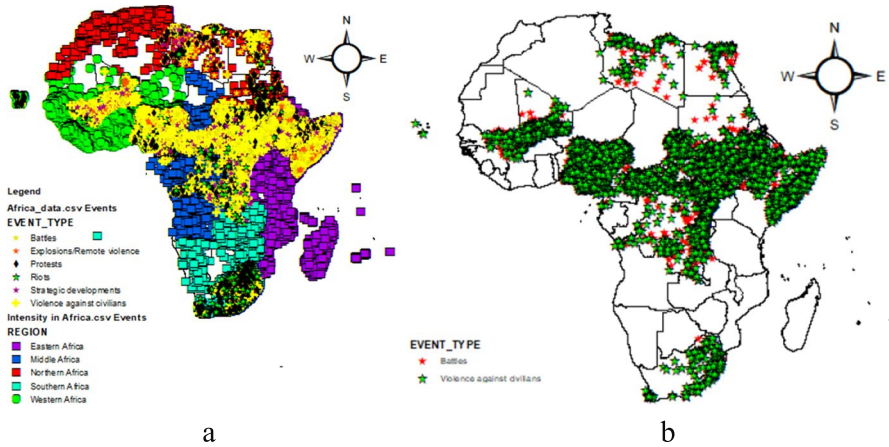 N
W E
S
Legend
Africa_data.csv Events
EVENT_TYPE
Battles
Explosions/Remote violence
Protests
Riots
Strategic developments
Violence against civilians
Intensity in Africa.csv Events
REGION
Eastern Africa
Middle Africa
Northern Africa
Southern Africa
Western Africa
a
N
W E
S
EVENT_TYPE
Battles
Violence against civilians
b